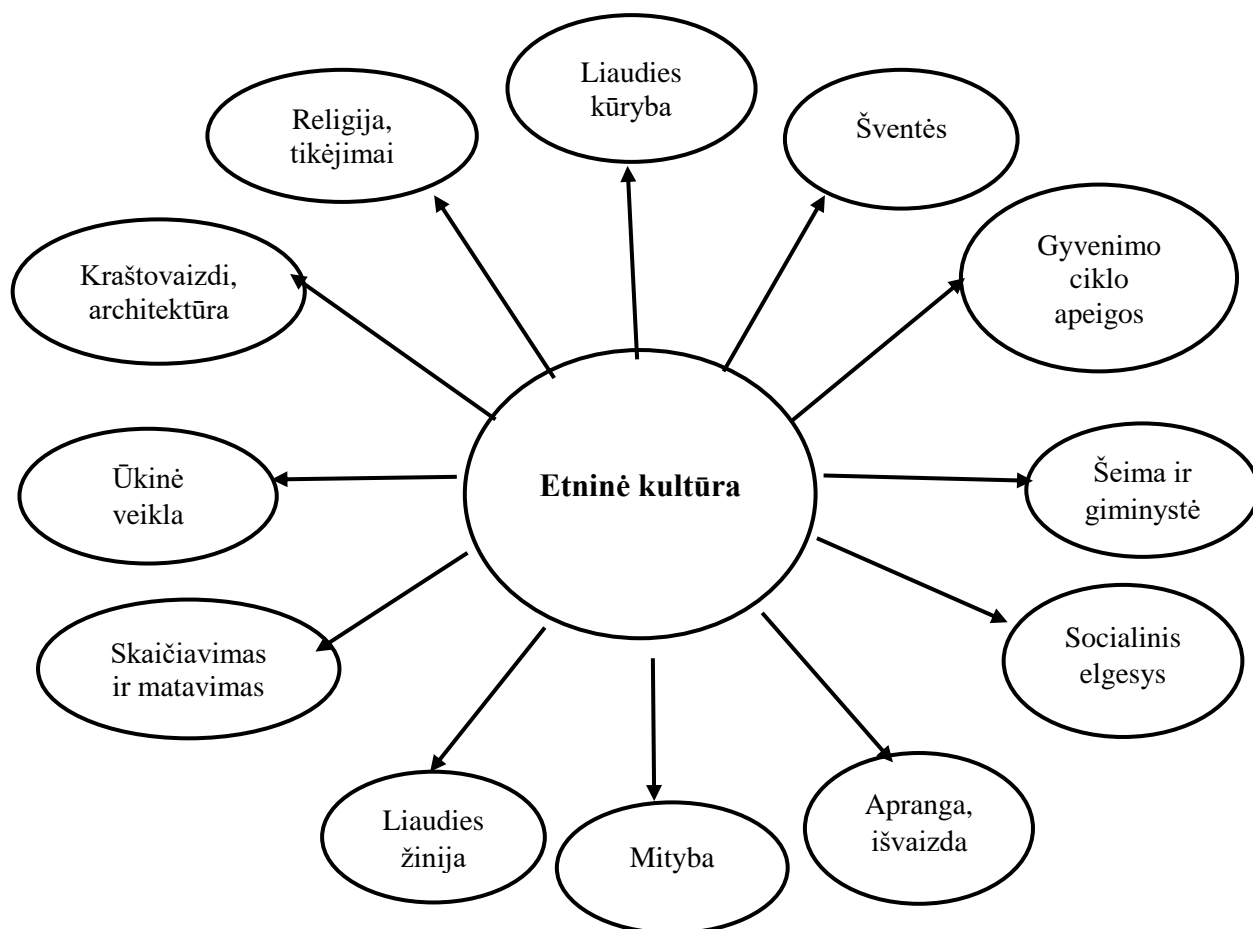 Liaudies
kūryba
Religija,
tikėjimai
Šventės
Gyvenimo
ciklo
apeigos
Kraštovaizdi,
architektūra
Etninė kultūra
Ūkinė
veikla
Šeima ir
giminystė
Skaičiavimas
ir matavimas
Socialinis
elgesys
Liaudies
žinija
Mityba
Apranga,
išvaizda